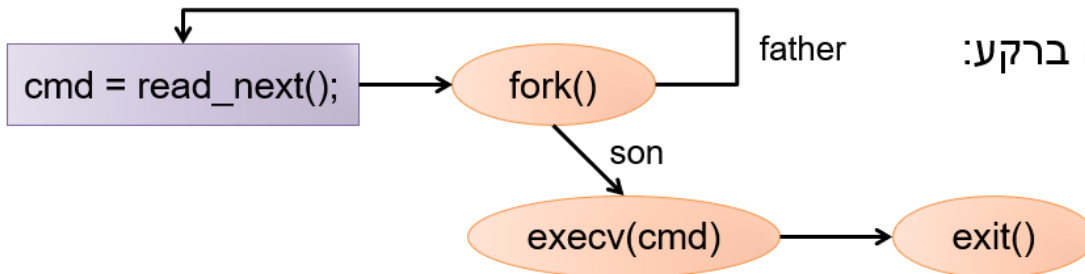 father
ברקע:
cmd = read_next();
fork()
son
execv(cmd)
exit()